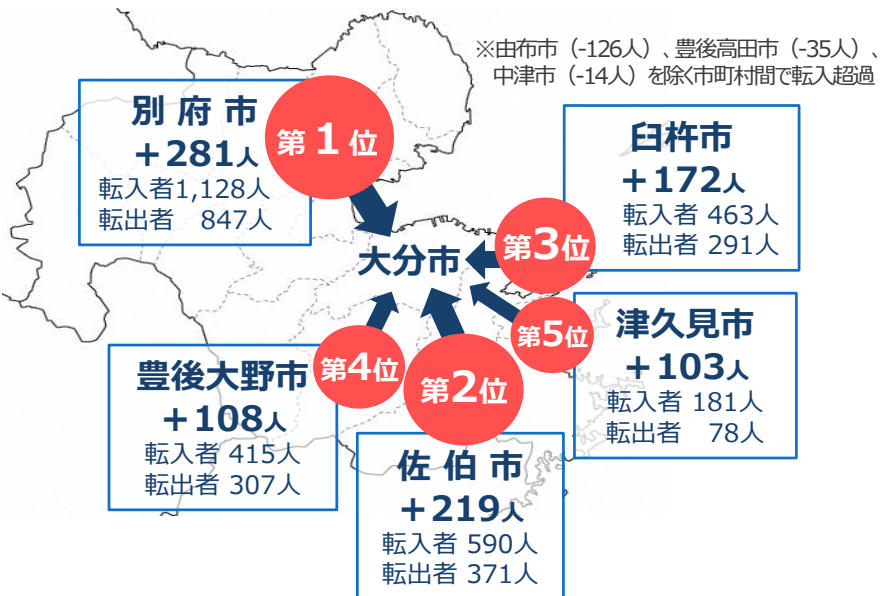 ※由布市（-126人）、豊後高田市（-35人）、
中津市（-14人）を除く市町村間で転入超過
別府市
+281人
転入者1,128人
転出者 847人
第1位
臼杵市
+172人
転入者 463人
転出者 291人
第3位
大分市
津久見市
+103人
転入者 181人
転出者 78人
第5位
豊後大野市
+108人
転入者 415人
転出者 307人
第4位
第2位
佐伯市
+219人
転入者 590人
転出者 371人